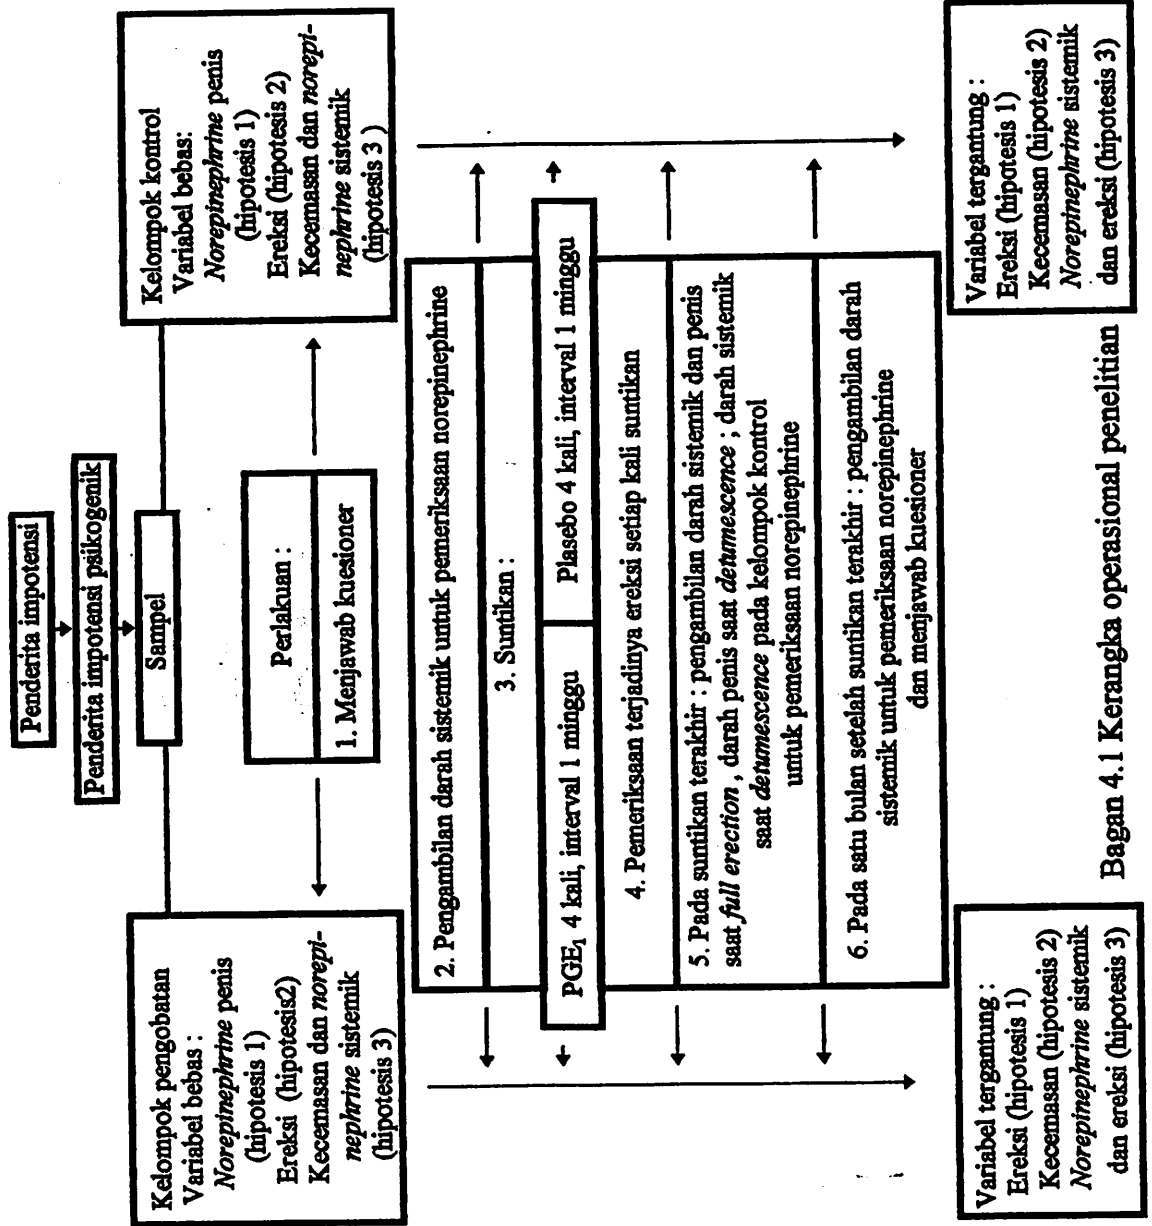 Penderita impotensi
Penderita impotensi psikogenik
Sampel
Kelompok pengobatan
Variabel bebas :
Norepinephrine penis
(hipotesis 1)
Ereksi (hipotesis2)
Kecemasan dan norepi-
nephrine sistemik
(hipotesis 3)
Kelompok kontrol
Variabel bebas:
Norepinephrine penis
(hipotesis 1)
Ereksi (hipotesis 2)
Kecemasan dan norepi-
nephrine sistemik
(hipotesis 3 )
Perlakuan :
1. Menjawab kuesioner
2. Pengambilan darah sistemik untuk pemeriksaan norepinephrine
3. Suntikan :
PGE₁ 4 kali, interval 1 minggu
Plasebo 4 kali, interval 1 minggu
4. Pemeriksaan terjadinya ereksi setiap kali suntikan
5. Pada suntikan terakhir : pengambilan darah sistemik dan penis
saat full erection , darah penis saat detumescence ; darah sistemik
saat detumescence pada kelompok kontrol
untuk pemeriksaan norepinephrine
6. Pada satu bulan setelah suntikan terakhir : pengambilan darah
sistemik untuk pemeriksaan norepinephrine
dan menjawab kuesioner
Variabel tergantung :
Ereksi (hipotesis 1)
Kecemasan (hipotesis 2)
Norepinephrine sistemik
dan ereksi (hipotesis 3)
Variabel tergantung :
Ereksi (hipotesis 1)
Kecemasan (hipotesis 2)
Norepinephrine sistemik
dan ereksi (hipotesis 3)
Bagan 4.1 Kerangka operasional penelitian